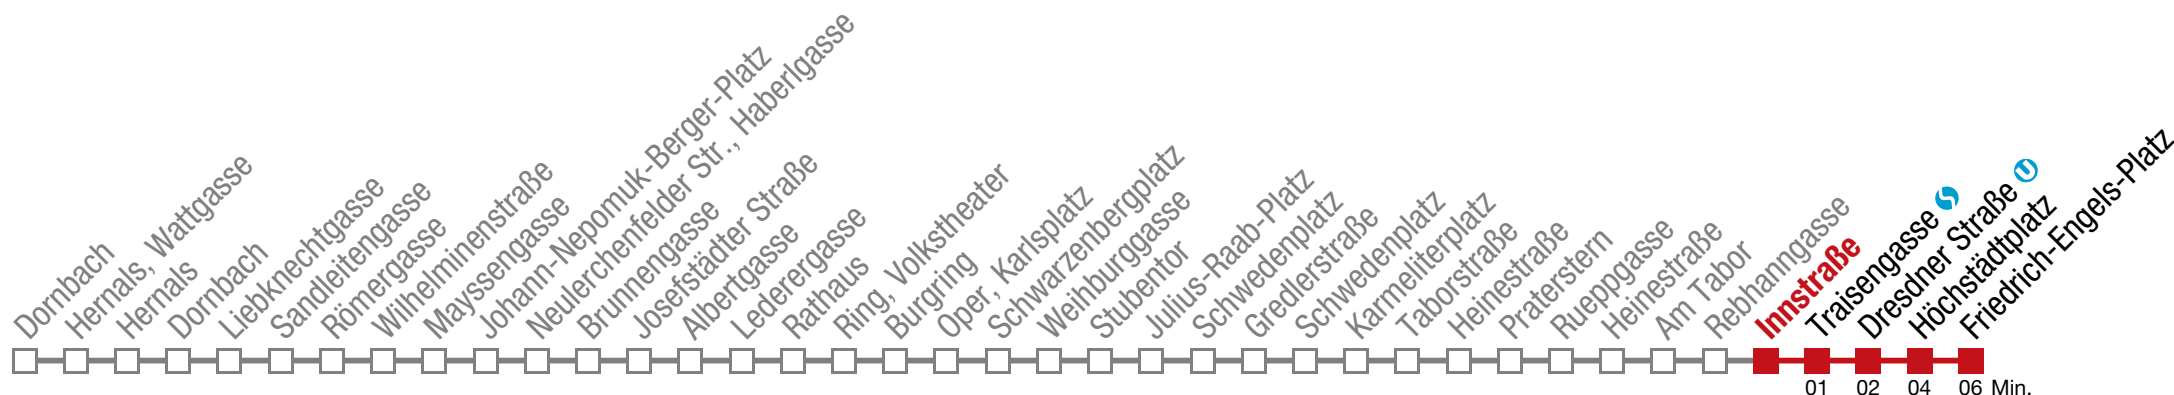 Dornbach
Hernals, Wattgasse
Hernals
Dornbach
Liebknechtgasse
Sandleitengasse
Römergasse
Wilhelminenstraße
Mayssengasse
Johann-Nepomuk-Berger-Platz
Neulerchenfelder Str., Haberlgasse
Brunnengasse
Josefstädter Straße
Albertgasse
Lederergasse
Rathaus
Ring, Volkstheater
Burgring
Oper, Karlsplatz
Schwarzenbergplatz
Weihburggasse
Stubentor
Julius-Raab-Platz
Schwedenplatz
Gredlerstraße
Schwedenplatz
Karmeliterplatz
Taborstraße
Heinestraße
Praterstern
Rueppgasse
Heinestraße
Am Tabor
Rebhanngasse
Innstraße
Traisengasse S
Dresdner Straße U
Höchstädtplatz
Friedrich-Engels-Platz
01 02 04 06 Min.